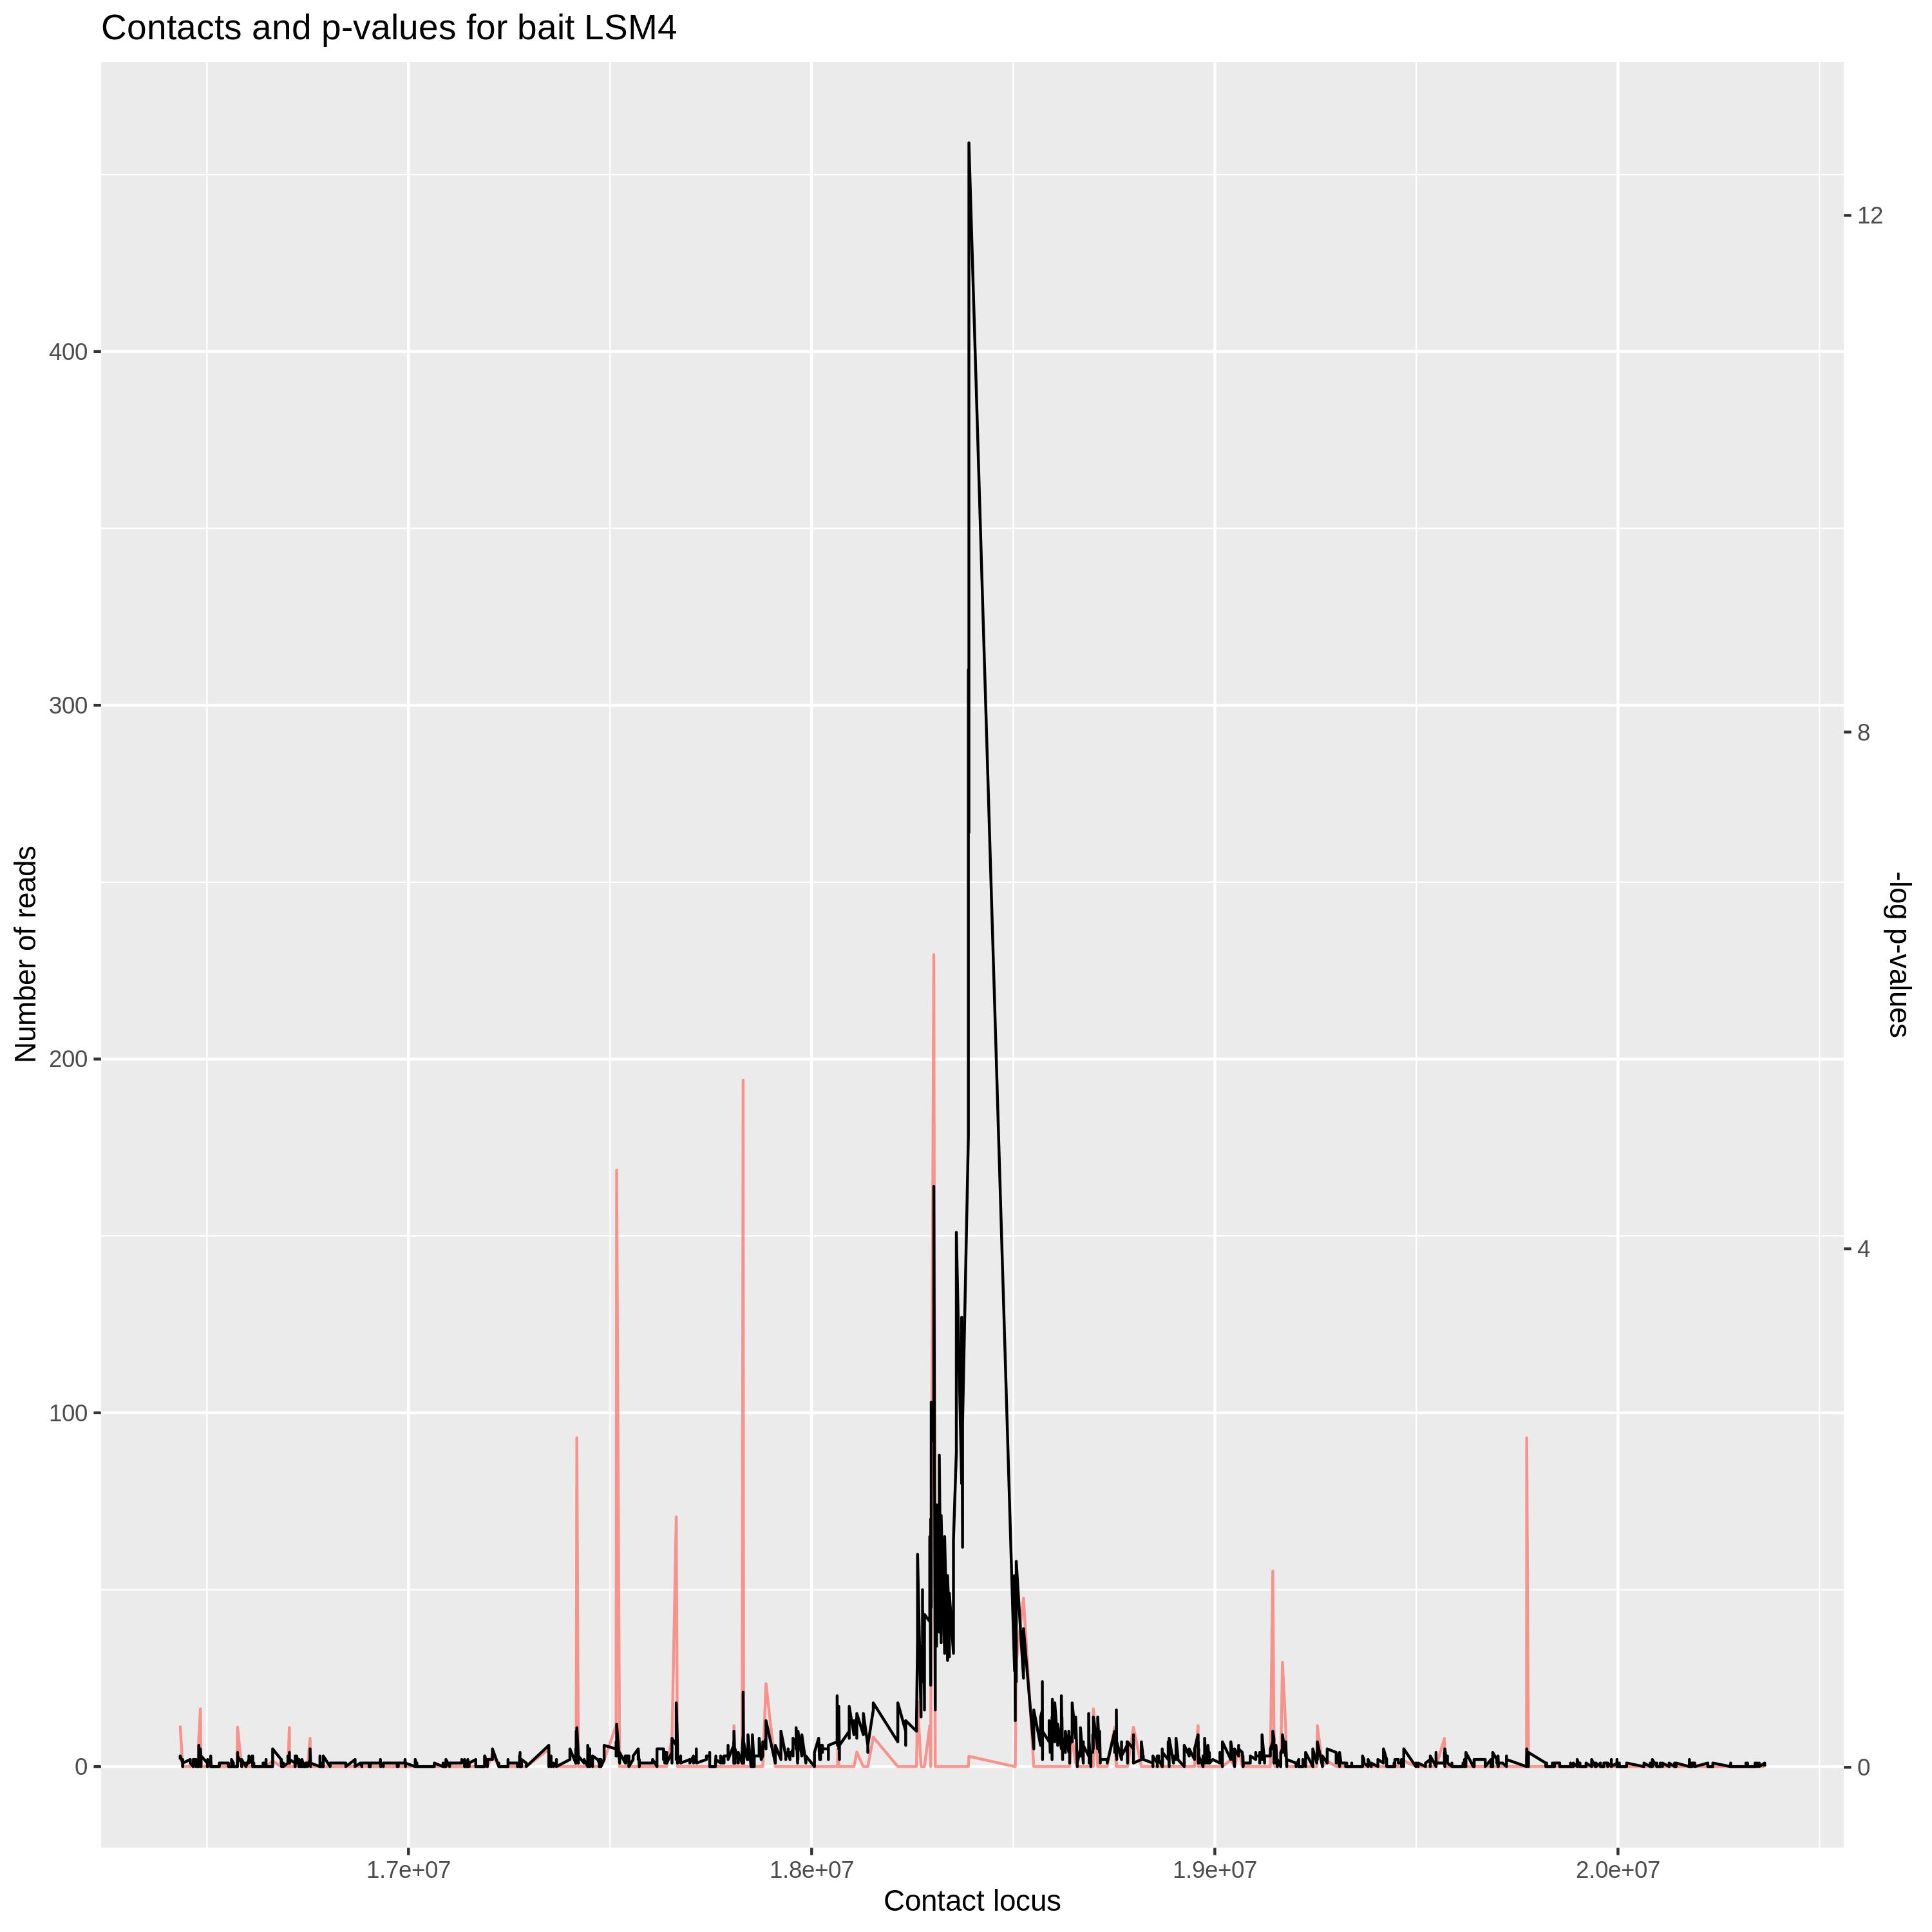 Contacts and p-values for bait LSM4
Number of reads
400
300
200
100
0
12
8
4
0
-log p-values
1.7e+07
1.8e+07
1.9e+07
2.0e+07
Contact locus